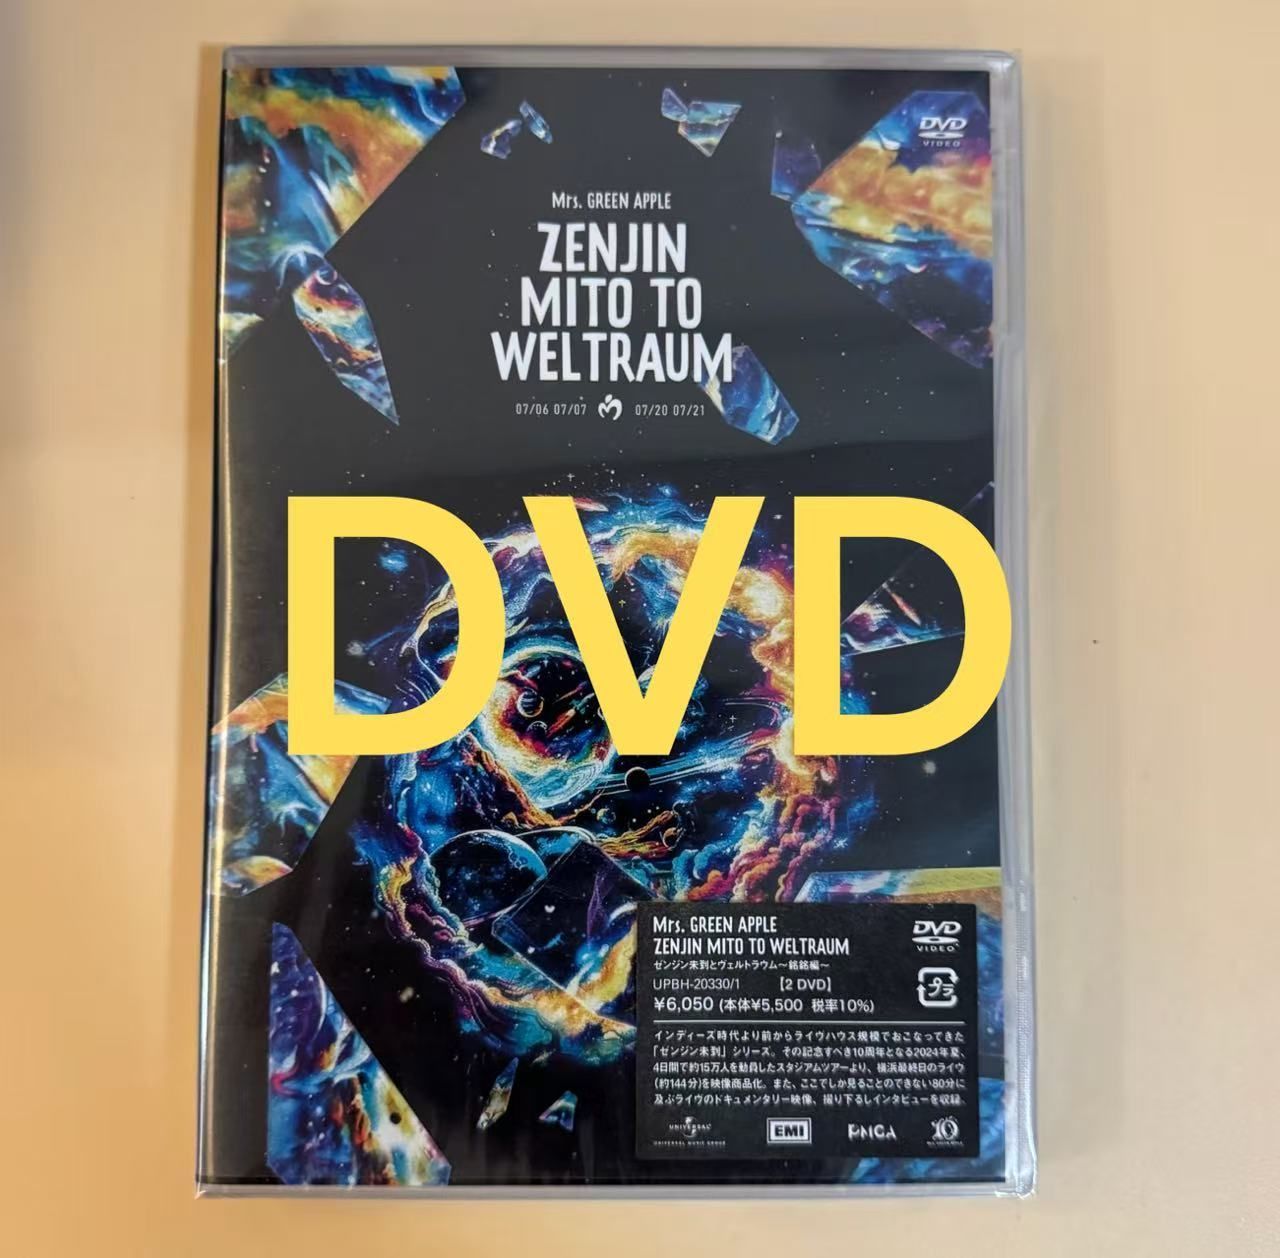 DVD
VIDEO
Mrs. GREEN APPLE
ZENJIN
MITO TO
WELTRAUM
07/06 07/07 07/20 07/21
DVD
Mrs. GREEN APPLE
ZENJIN MITO TO WELTRAUM
ゼンジン未到とヴェルトラウム〜銘銘編〜
UPBH-20330/1 【2 DVD】
¥6,050 (本体¥5,500 税率10%)
DVD
VIDEO
プラ
インディーズ時代より前からライヴハウス規模でおこなってきた
「ゼンジン未到」シリーズ。その記念すべき10周年となる2024年夏、
4日間で約15万人を動員したスタジアムツアーより、横浜最終日のライヴ
(約144分)を映像商品化。また、ここでしか見ることのできない80分に
及ぶライヴのドキュメンタリー映像、撮り下ろしインタビューを収録。
UNIVERSAL
UNIVERSAL MUSIC GROUP
EMI
PMGA
10